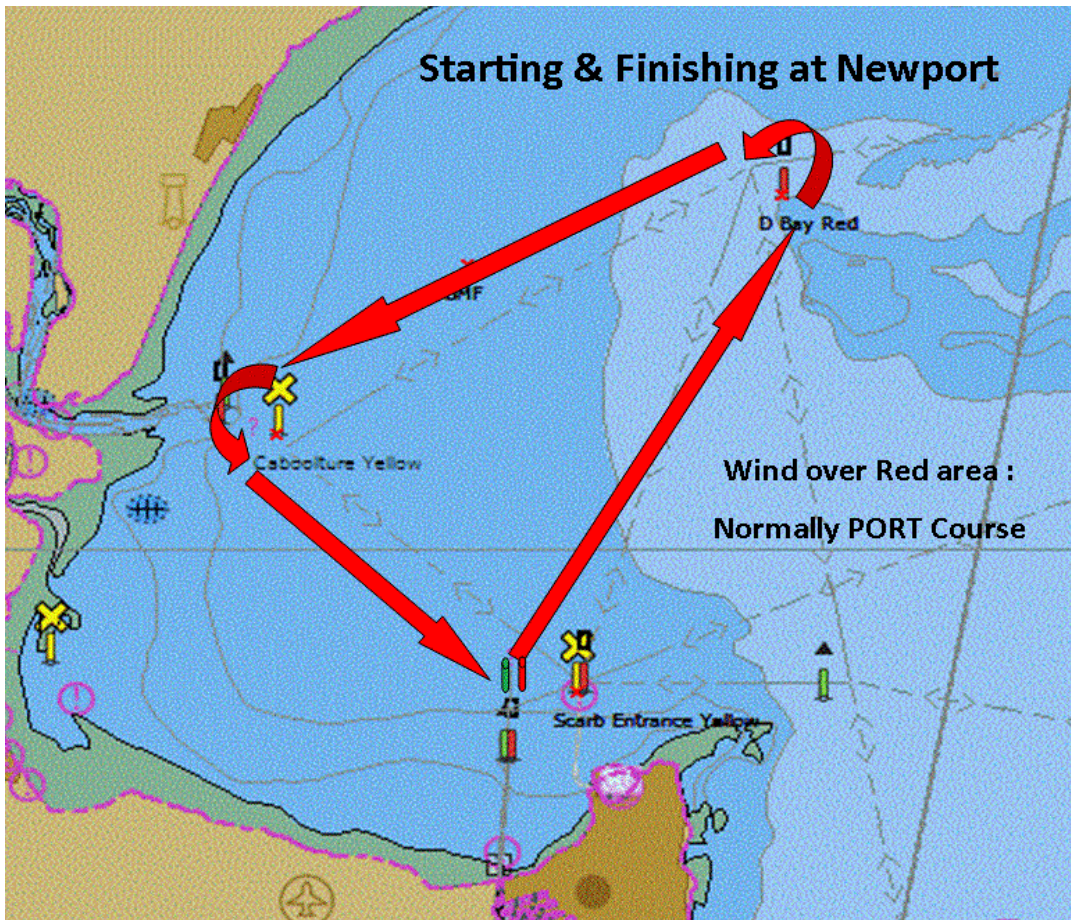 Starting & Finishing at Newport
D Bay Red
Caboolture Yellow
?
Wind over Red area :
Normally PORT Course
Scarb Entrance Yellow